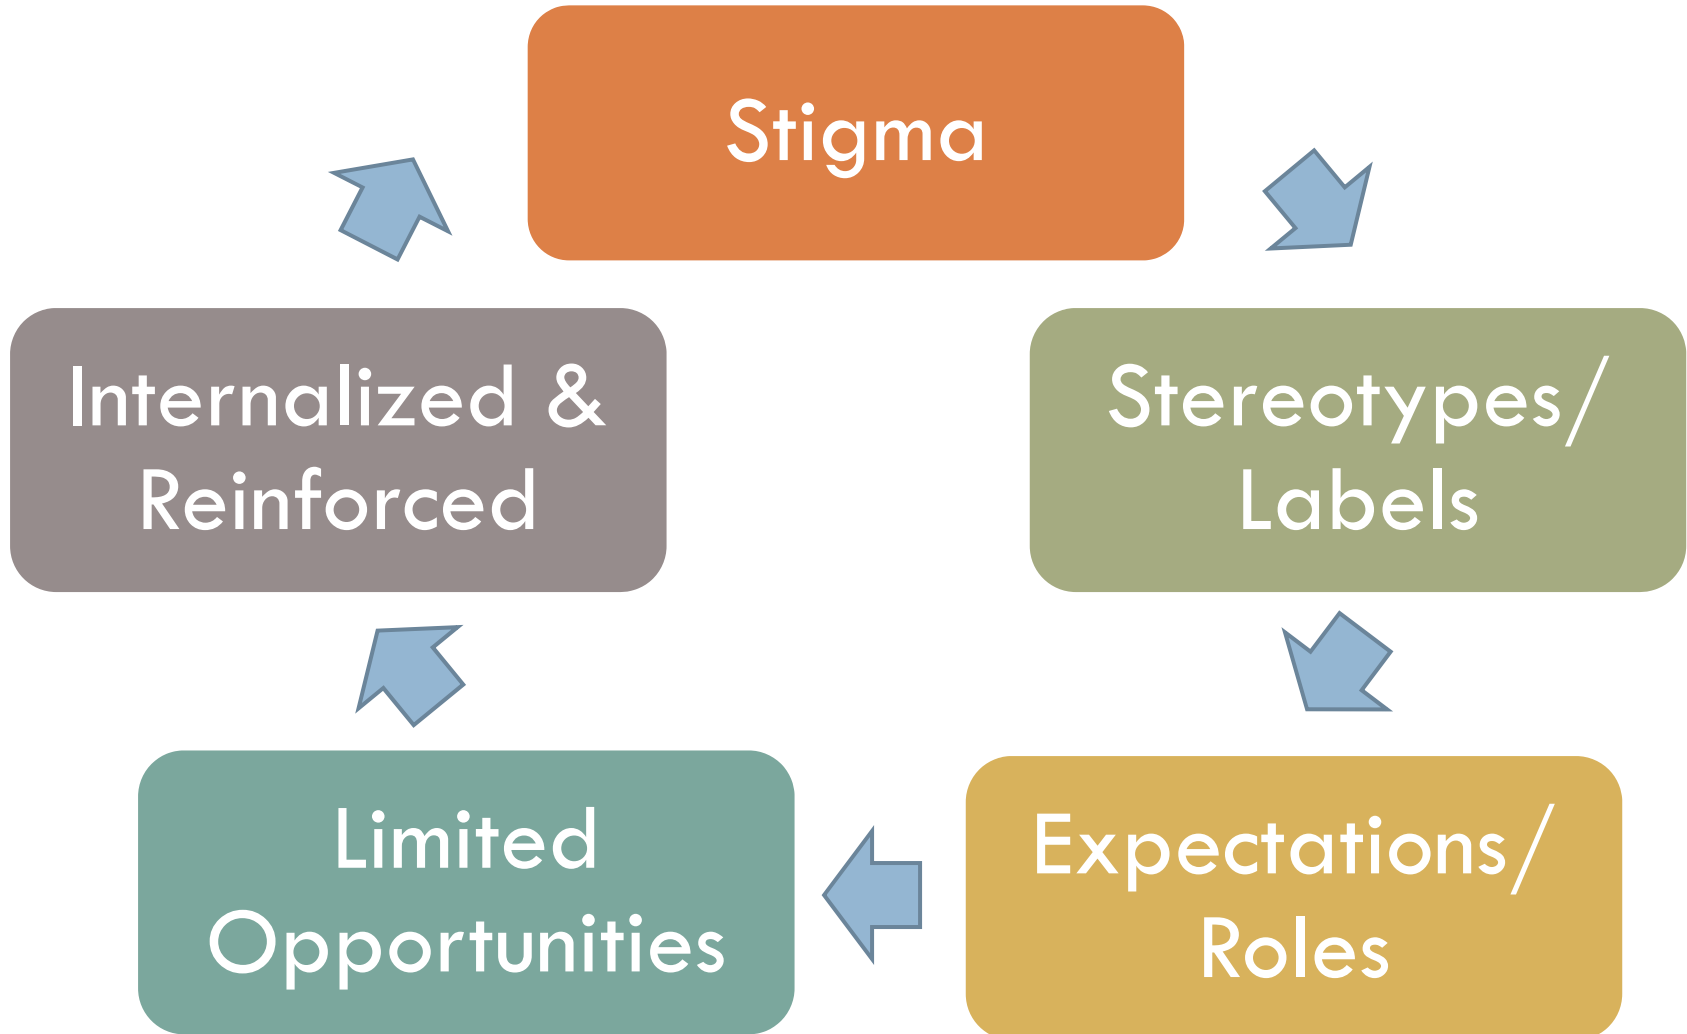 Stigma
Stereotypes/
Labels
Expectations/
Roles
Limited
Opportunities
Internalized &
Reinforced